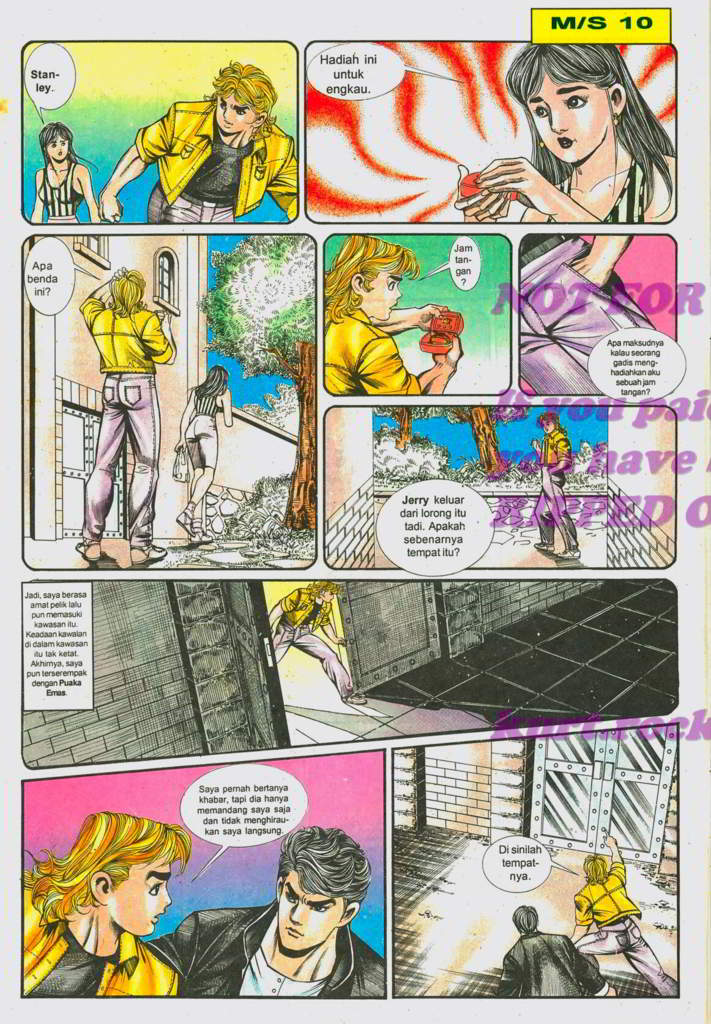 M/S 10
Stan-
ley.
Hadiah ini
untuk
engkau.
Apa
benda
ini?
Jam
tan-
gan
?
Apa maksudnya
kalau seorang
gadis meng-
hadiahkan aku
sebuah jam
tangan?
Jerry keluar
dari lorong itu
tadi. Apakah
sebenarnya
tempat itu?
Jadi, saya berasa
amat pelik lalu
pun memasuki
kawasan itu.
Keadaan kawalan
di dalam kawasan
itu tak ketat.
Akhirnya, saya
pun terserempak
dengan Puaka
Emas.
Saya pernah bertanya
khabar, tapi dia hanya
memandang saya saja
dan tidak menghirau-
kan saya langsung.
Di sinilah
tempat-
nya.
NOT FOR
If you paid
you have
RIPPED O
kurt.rock